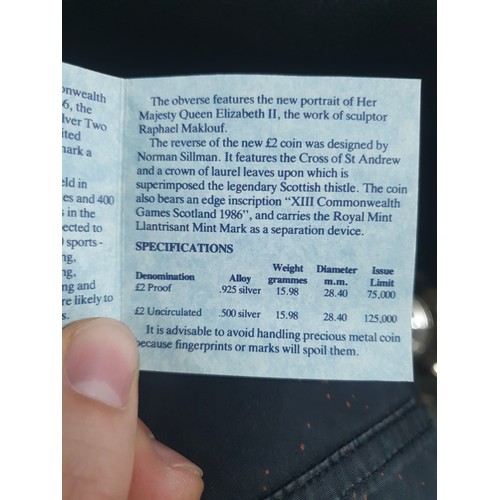 onwealth
6, the
lver Two
ited
nark a
eld in
es and 400
s in the
ected to
sports -
ng,
ng,
ng and
re likely to
s.
The obverse features the new portrait of Her
Majesty Queen Elizabeth II, the work of sculptor
Raphael Maklouf.
The reverse of the new £2 coin was designed by
Norman Sillman. It features the Cross of St Andrew
and a crown of laurel leaves upon which is
superimposed the legendary Scottish thistle. The coin
also bears an edge inscription "XIII Commonwealth
Games Scotland 1986", and carries the Royal Mint
Llantrisant Mint Mark as a separation device.
SPECIFICATIONS
Denomination Alloy Weight grammes Diameter m.m. Issue Limit
£2 Proof .925 silver 15.98 28.40 75,000
£2 Uncirculated .500 silver 15.98 28.40 125,000
It is advisable to avoid handling precious metal coin
because fingerprints or marks will spoil them.